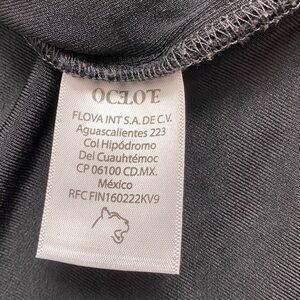 OCELOT
FLOVA INT S.A. DE C.V.
Aguascalientes 223
Col Hipódromo
Del Cuauhtémoc
CP 06100 CD.MX.
México
RFC FIN160222KV9